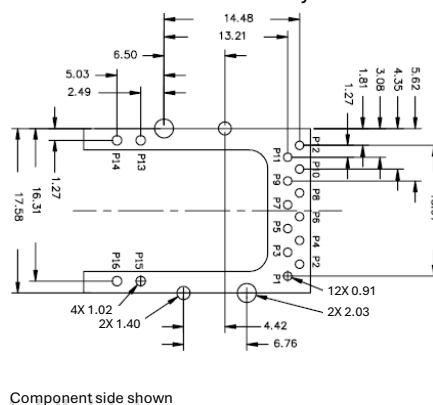 14.48
13.21
6.50
5.03
2.49
5.62
4.35
3.08
1.81
1.27
P12
P11
P10
P9
P8
P7
P6
P5
P4
P3
P2
P1
P13
P14
P15
P16
1.27
16.31
17.58
4X 1.02
2X 1.40
12X 0.91
2X 2.03
4.42
6.76
Component side shown